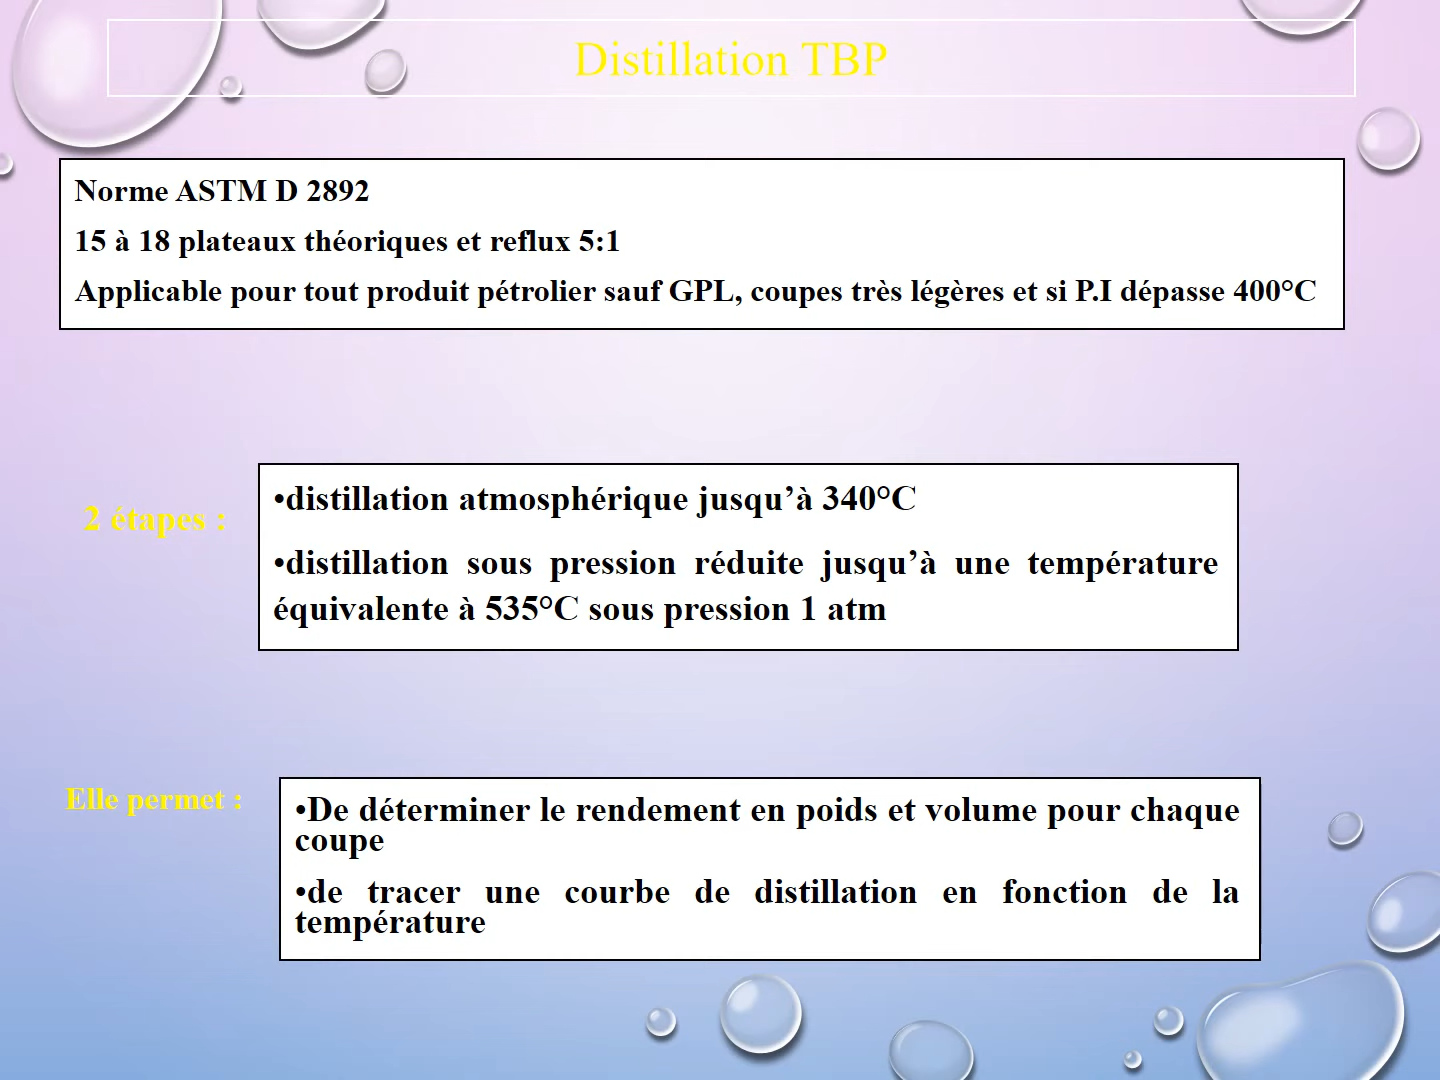 Distillation TBP
Norme ASTM D 2892
15 à 18 plateaux théoriques et reflux 5:1
Applicable pour tout produit pétrolier sauf GPL, coupes très légères et si P.I dépasse 400°C
2 étapes :
•distillation atmosphérique jusqu’à 340°C
•distillation sous pression réduite jusqu’à une température
équivalente à 535°C sous pression 1 atm
Elle permet :
•De déterminer le rendement en poids et volume pour chaque
coupe
•de tracer une courbe de distillation en fonction de la
température